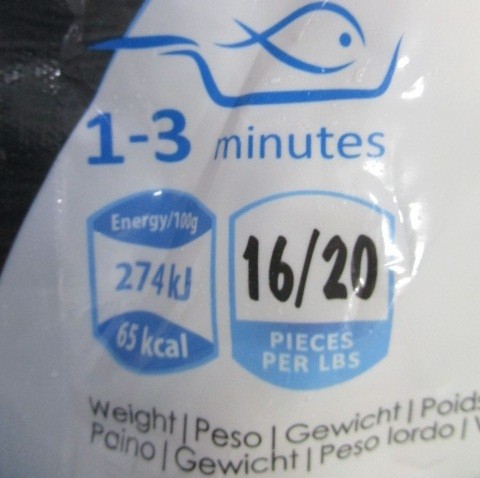 1-3 minutes
Energy/100g
274kJ
65 kcal
16/20
PIECES
PER LBS
Weight|Peso|Gewicht|Poids
Paino|Gewicht|Peso lordo|